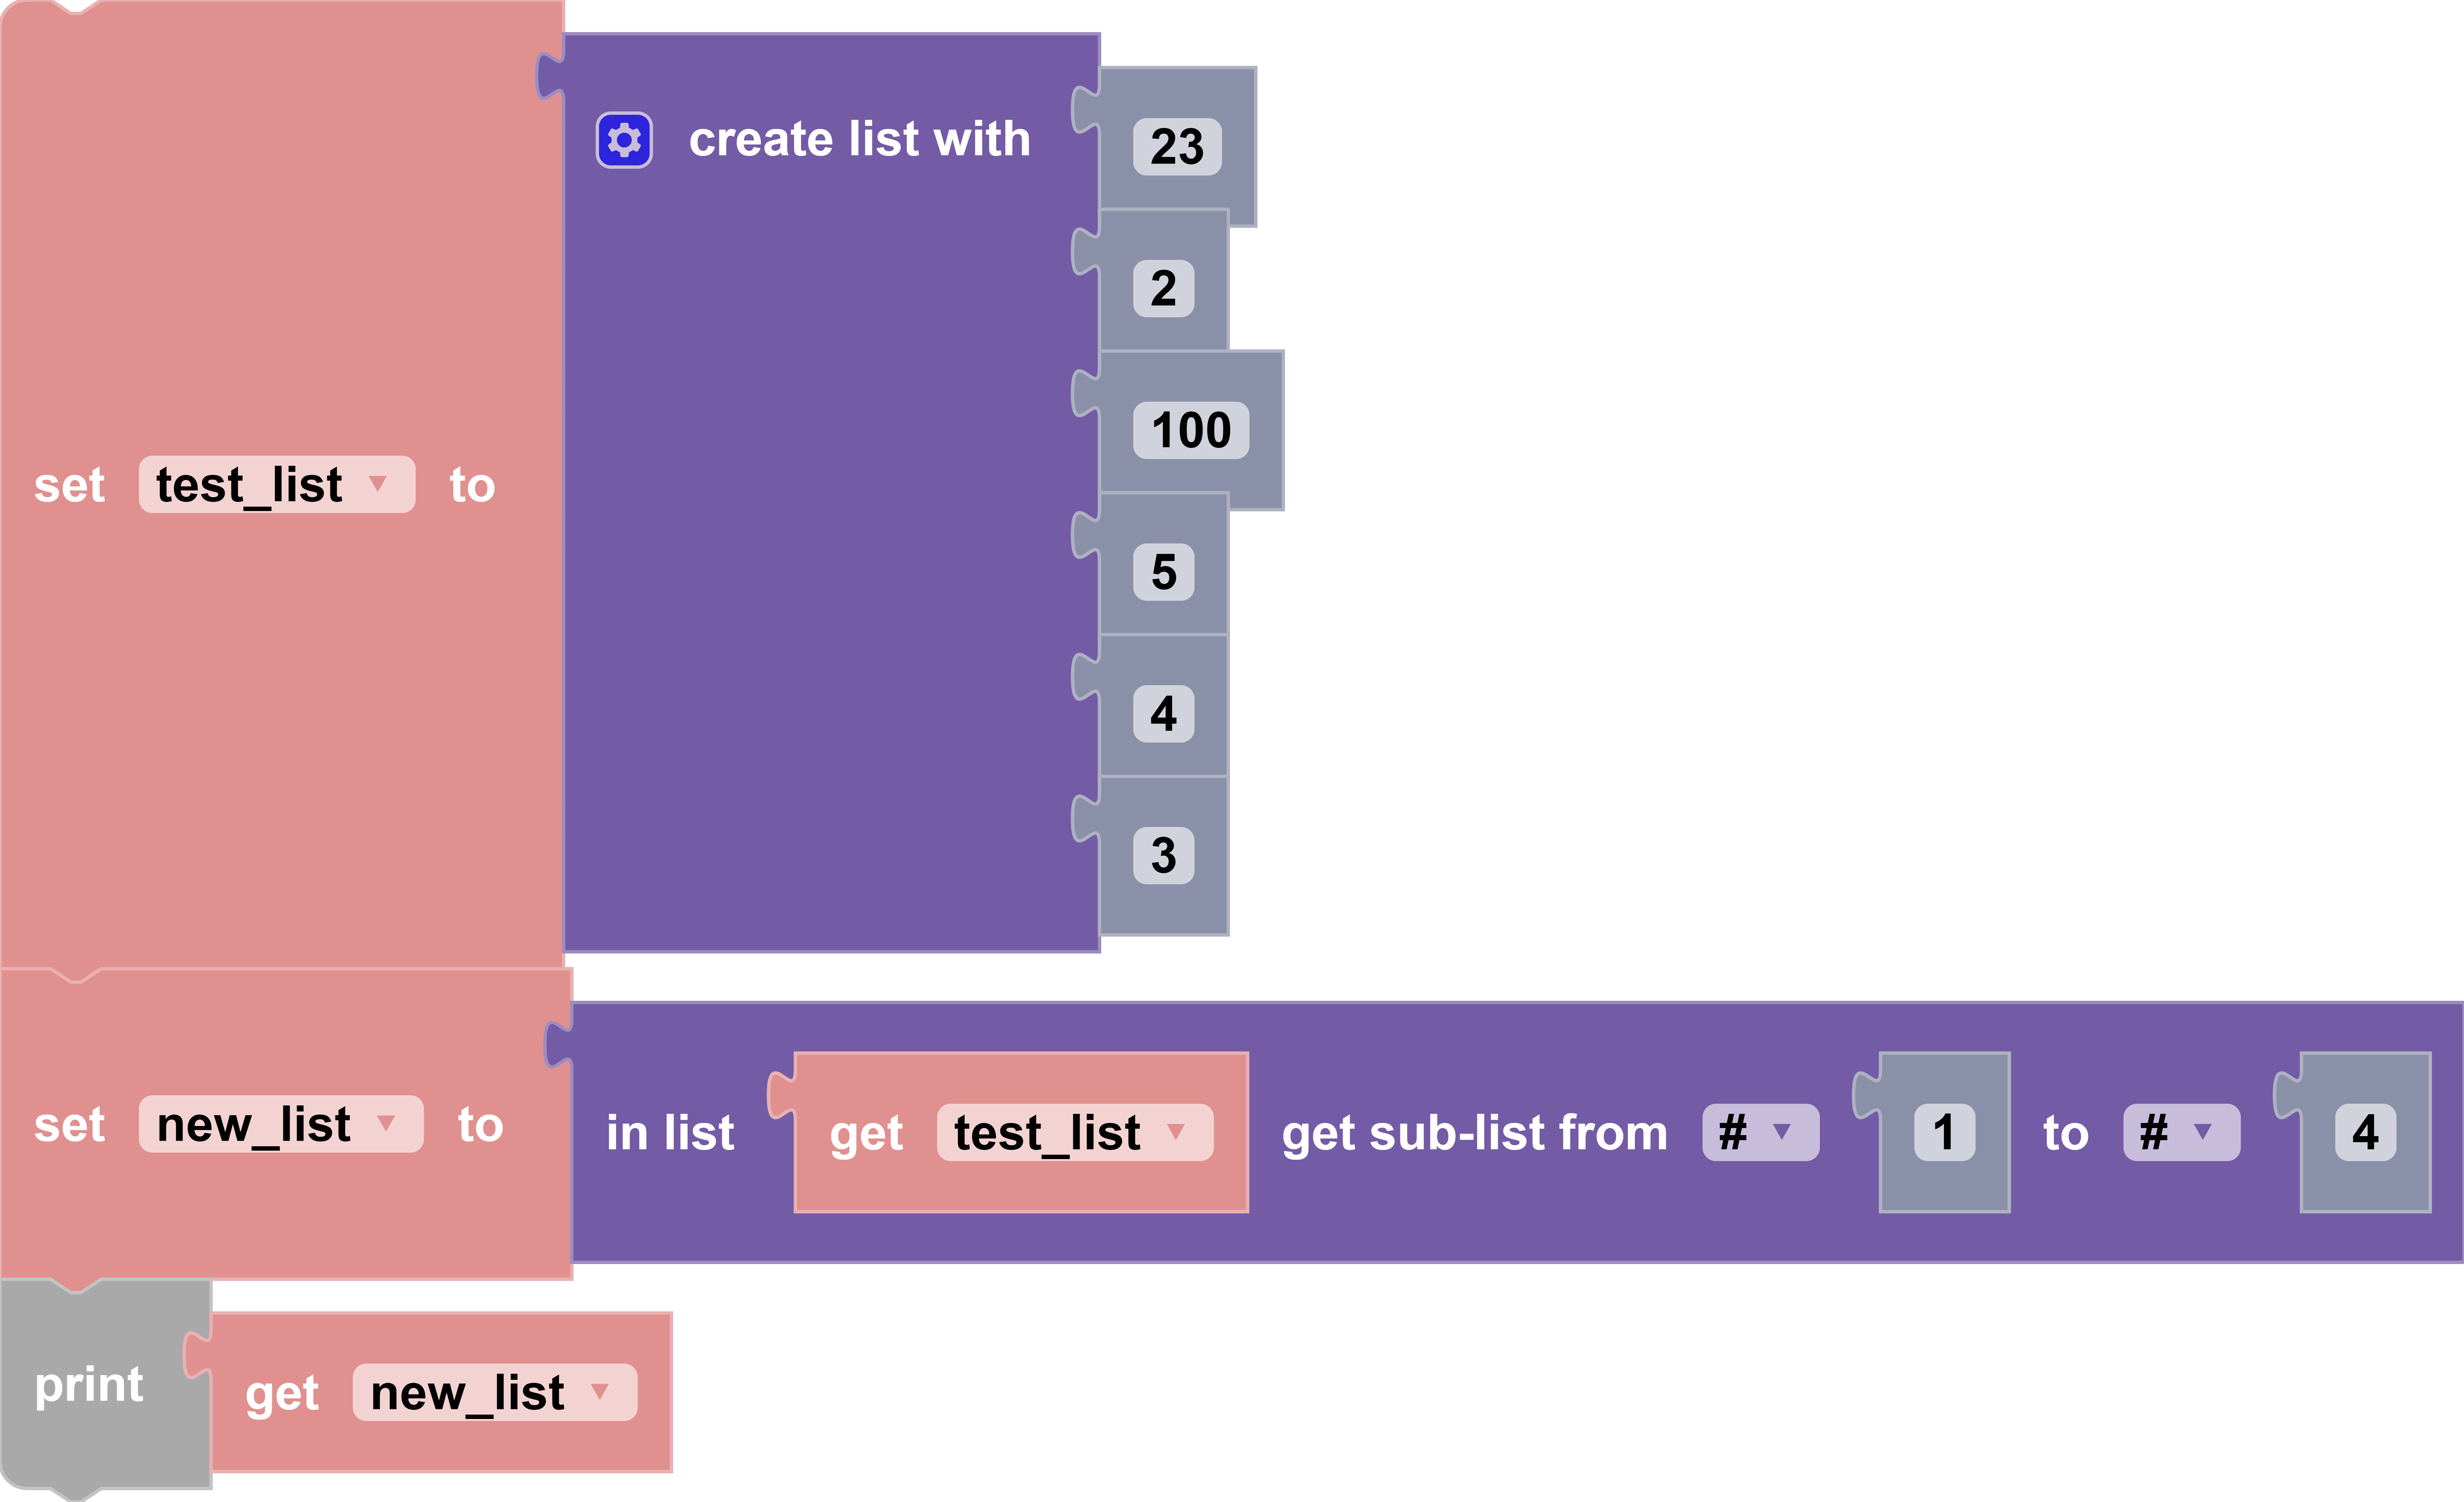 create list with 23
2
100
set test_list ▼ to
5
4
3
set new_list ▼ to in list get test_list ▼ get sub-list from # ▼ 1 to # ▼ 4
print get new_list ▼